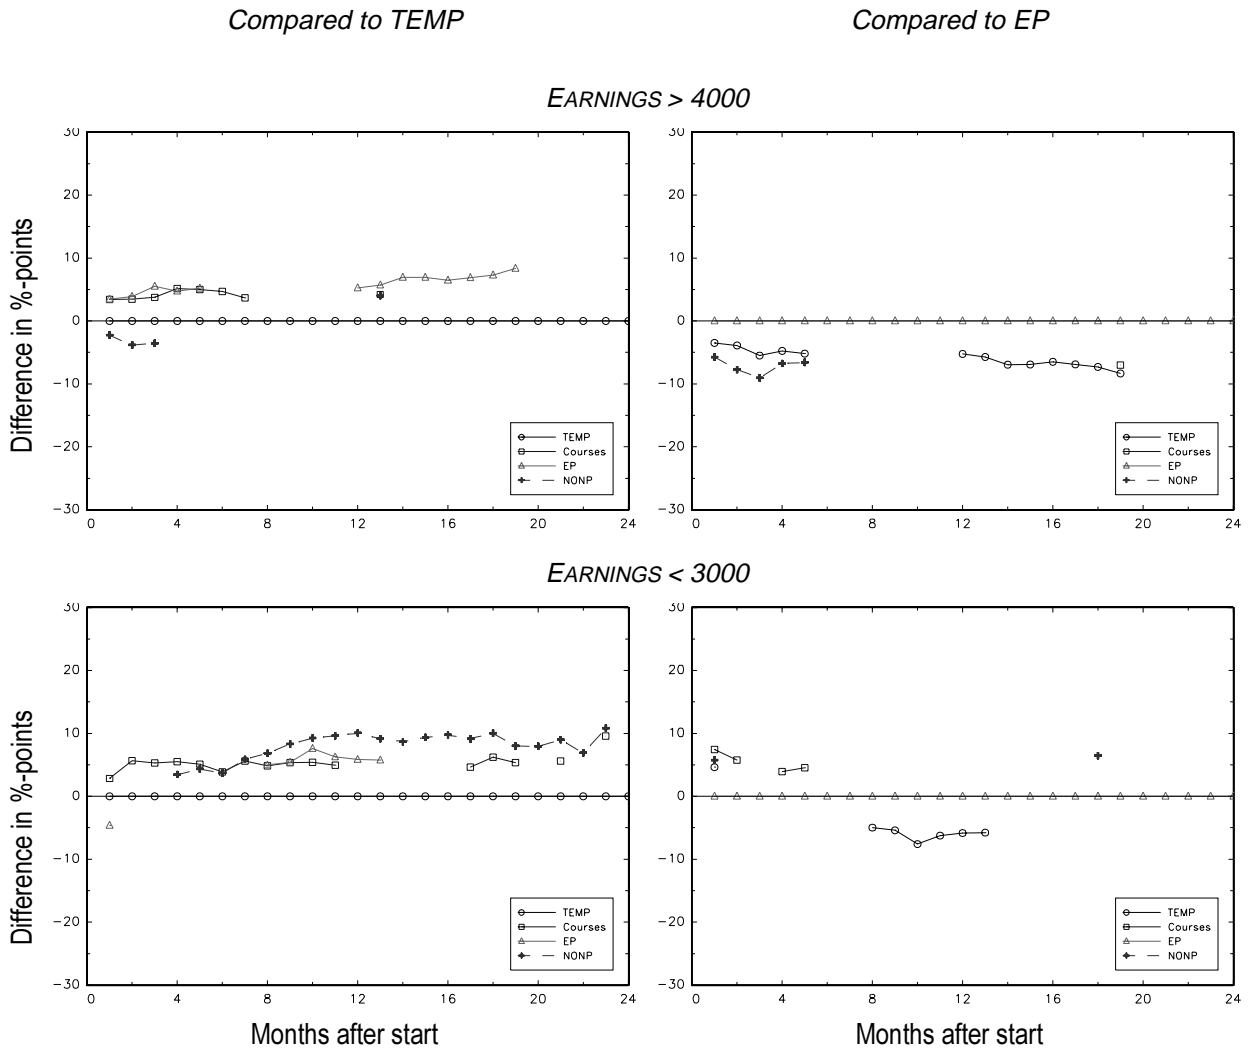 Compared to TEMP
Compared to EP
EARNINGS > 4000
Difference in %-points
30
20
10
0
−10
−20
−30
0 4 8 12 16 20 24
TEMP
Courses
EP
NONP
30
20
10
0
−10
−20
−30
0 4 8 12 16 20 24
TEMP
Courses
EP
NONP
EARNINGS < 3000
Difference in %-points
30
20
10
0
−10
−20
−30
0 4 8 12 16 20 24
TEMP
Courses
EP
NONP
Months after start
30
20
10
0
−10
−20
−30
0 4 8 12 16 20 24
TEMP
Courses
EP
NONP
Months after start